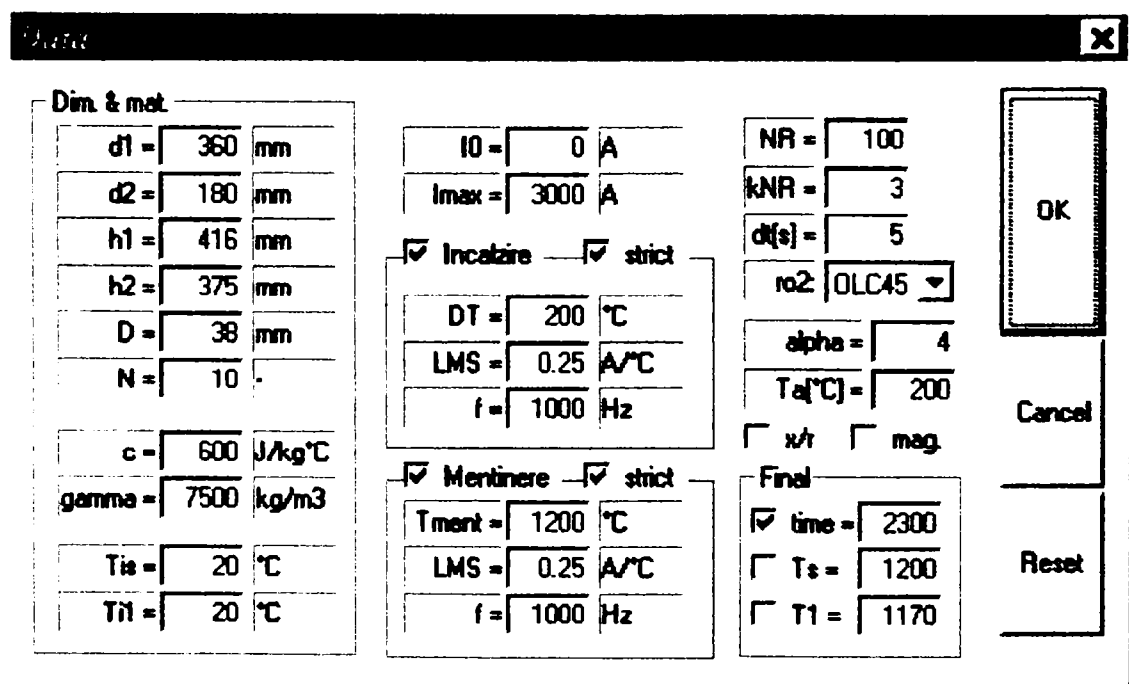 Data
Dim. & mat.
d1 = 360 mm
d2 = 180 mm
h1 = 416 mm
h2 = 375 mm
D = 38 mm
N = 10 -
c = 600 J/kg°C
gamma = 7500 kg/m3
Tis = 20 °C
Ti1 = 20 °C
I0 = 0 A
Imax = 3000 A
Incalzire strict
DT = 200 °C
LMS = 0.25 A/°C
f = 1000 Hz
Mentinere strict
Tment = 1200 °C
LMS = 0.25 A/°C
f = 1000 Hz
NR = 100
kNR = 3
dt[s] = 5
ro2: OLC45
alpha = 4
Ta[°C] = 200
x/r mag.
Final
time = 2300
Ts = 1200
T1 = 1170
OK
Cancel
Reset